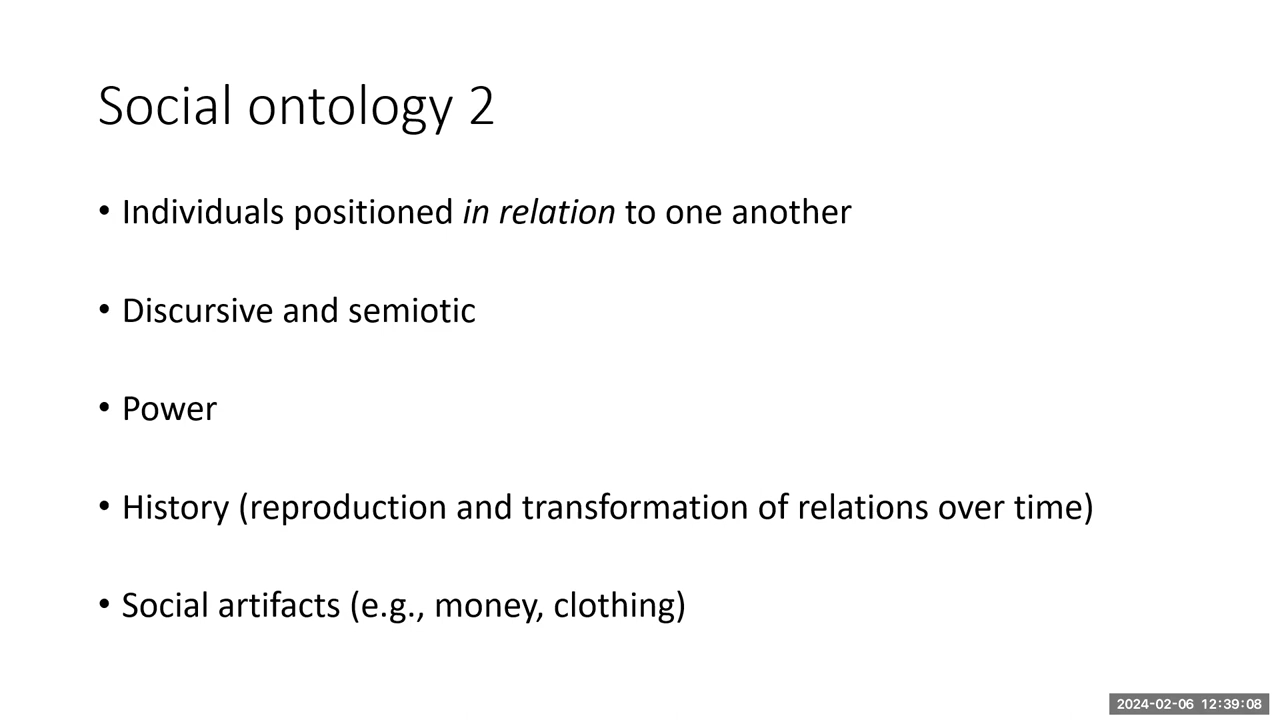 Social ontology 2
• Individuals positioned in relation to one another
• Discursive and semiotic
• Power
• History (reproduction and transformation of relations over time)
• Social artifacts (e.g., money, clothing)
2024-02-06 12:39:08